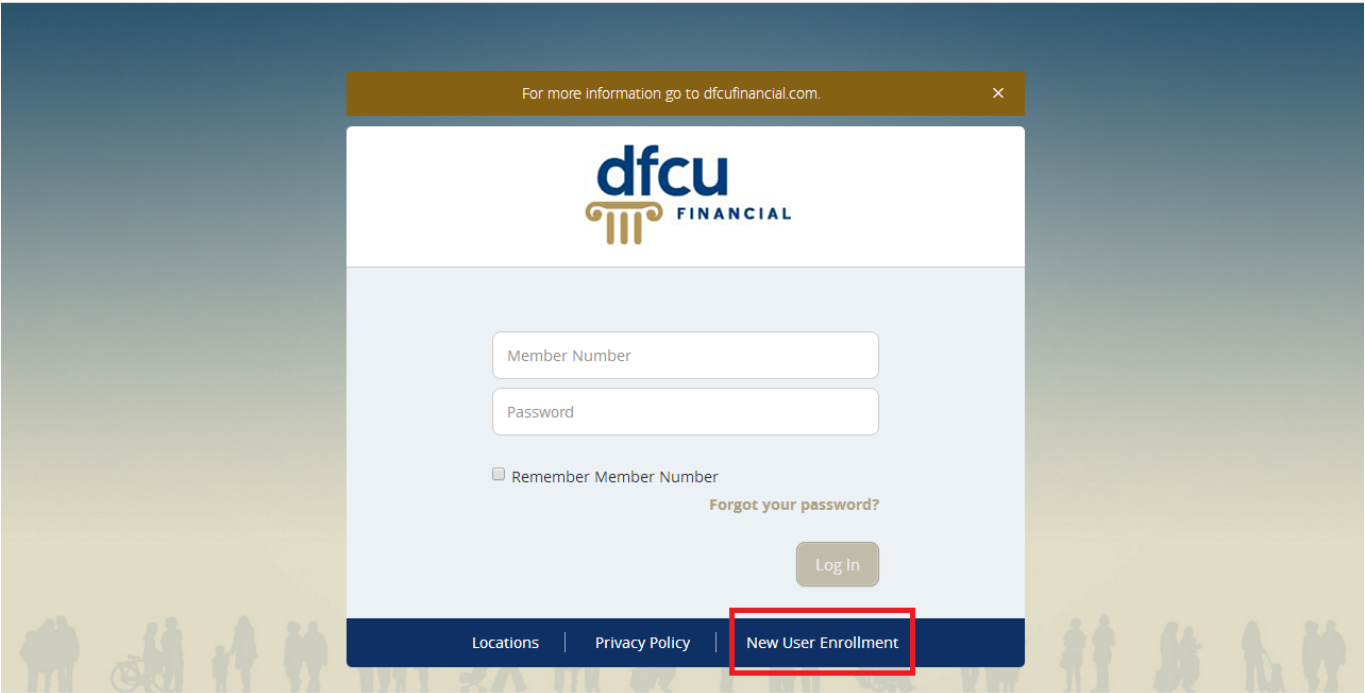 For more information go to dfcufinancial.com. ×
dfcu
FINANCIAL
Member Number
Password
Remember Member Number
Forgot your password?
Log In
Locations | Privacy Policy | New User Enrollment